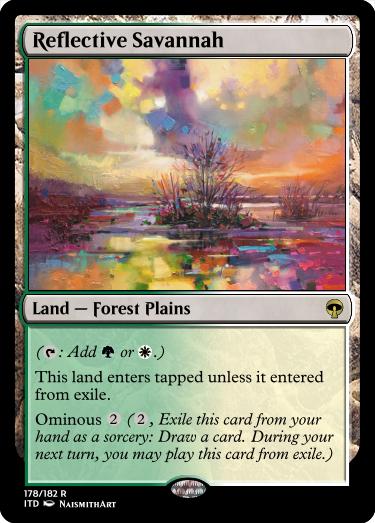 Reflective Savannah
Land — Forest Plains
(: Add or .)
This land enters tapped unless it entered
from exile.
Ominous 2 (2, Exile this card from your
hand as a sorcery: Draw a card. During your
next turn, you may play this card from exile.)
178/182 R
ITD NAISMITHART